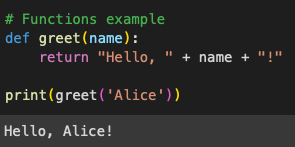 # Functions example
def greet(name):
    return "Hello, " + name + "!"

print(greet('Alice'))
Hello, Alice!